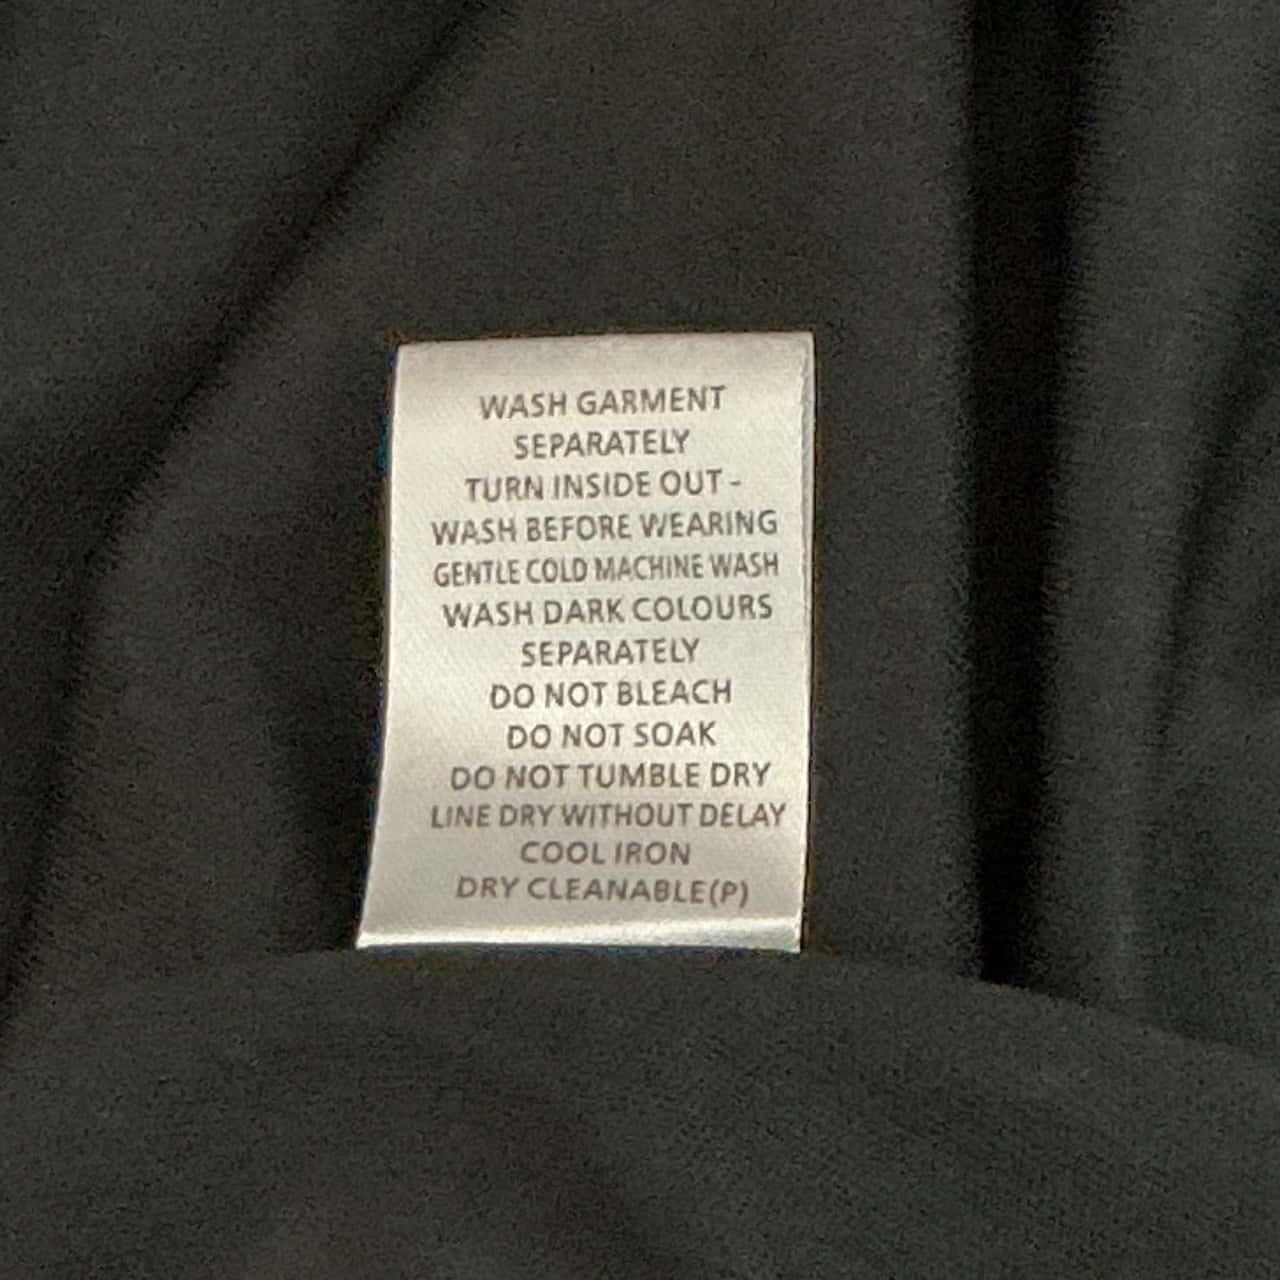 WASH GARMENT
SEPARATELY
TURN INSIDE OUT -
WASH BEFORE WEARING
GENTLE COLD MACHINE WASH
WASH DARK COLOURS
SEPARATELY
DO NOT BLEACH
DO NOT SOAK
DO NOT TUMBLE DRY
LINE DRY WITHOUT DELAY
COOL IRON
DRY CLEANABLE(P)